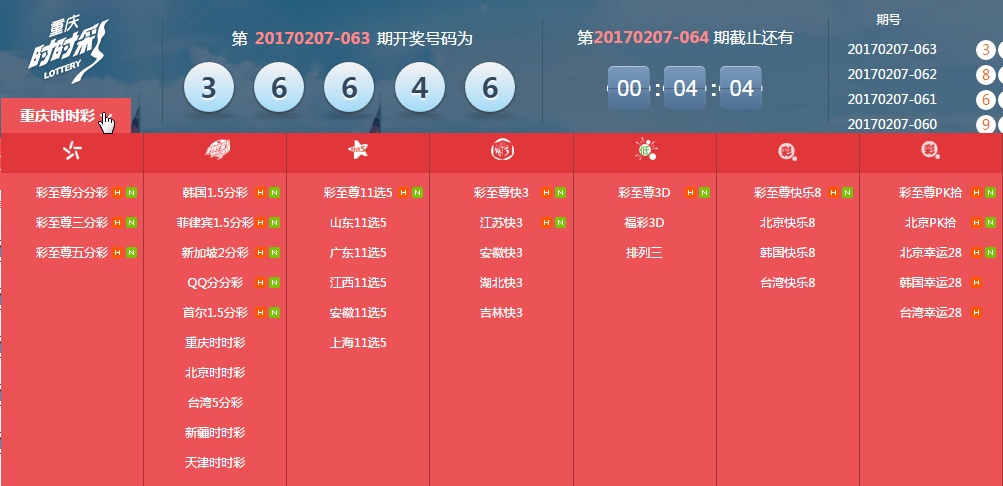 重庆
时时彩
LOTTERY
重庆时时彩
第 20170207-063 期开奖号码为
3 6 6 4 6
第20170207-064 期截止还有
00 : 04 : 04
期号
20170207-063 3
20170207-062 8
20170207-061 6
20170207-060 9
彩至尊分分彩 H N
彩至尊三分彩 H N
彩至尊五分彩 H N
韩国1.5分彩 H N
菲律宾1.5分彩 H N
新加坡2分彩 H N
QQ分分彩 H N
首尔1.5分彩 H N
重庆时时彩
北京时时彩
台湾5分彩
新疆时时彩
天津时时彩
彩至尊11选5 H N
山东11选5
广东11选5
江西11选5
安徽11选5
上海11选5
彩至尊快3 H N
江苏快3 H N
安徽快3
湖北快3
吉林快3
彩至尊3D H N
福彩3D
排列三
彩
彩至尊快乐8 H N
北京快乐8
韩国快乐8
台湾快乐8
彩
彩至尊PK拾 H N
北京PK拾 H N
北京幸运28 H N
韩国幸运28 H
台湾幸运28 H